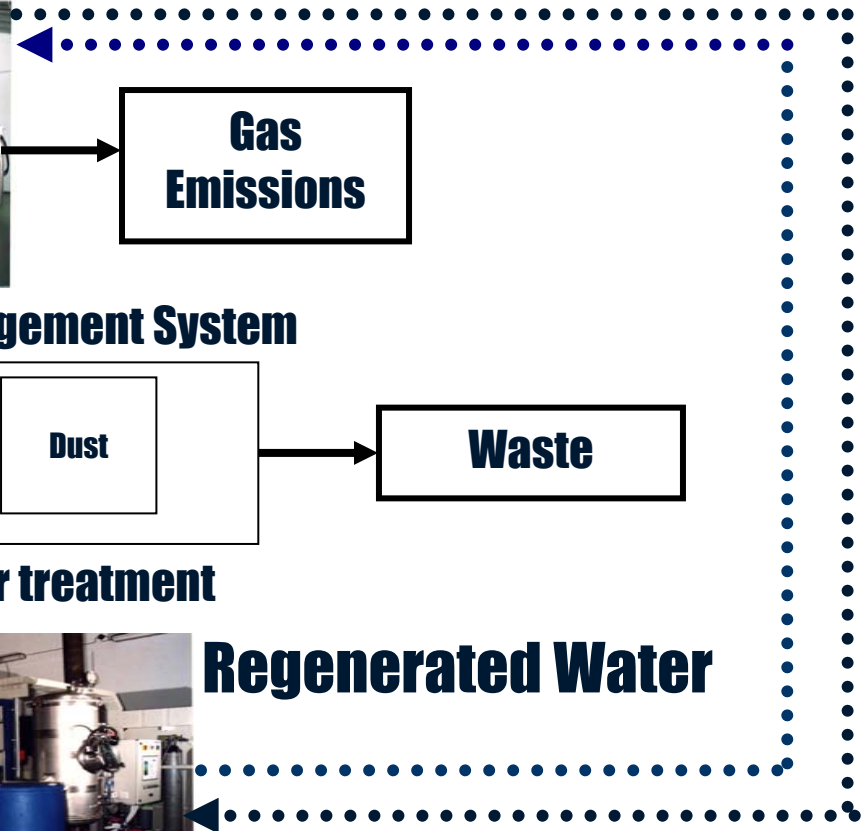 Gas
Emissions
gement System
Dust
Waste
r treatment
Regenerated Water